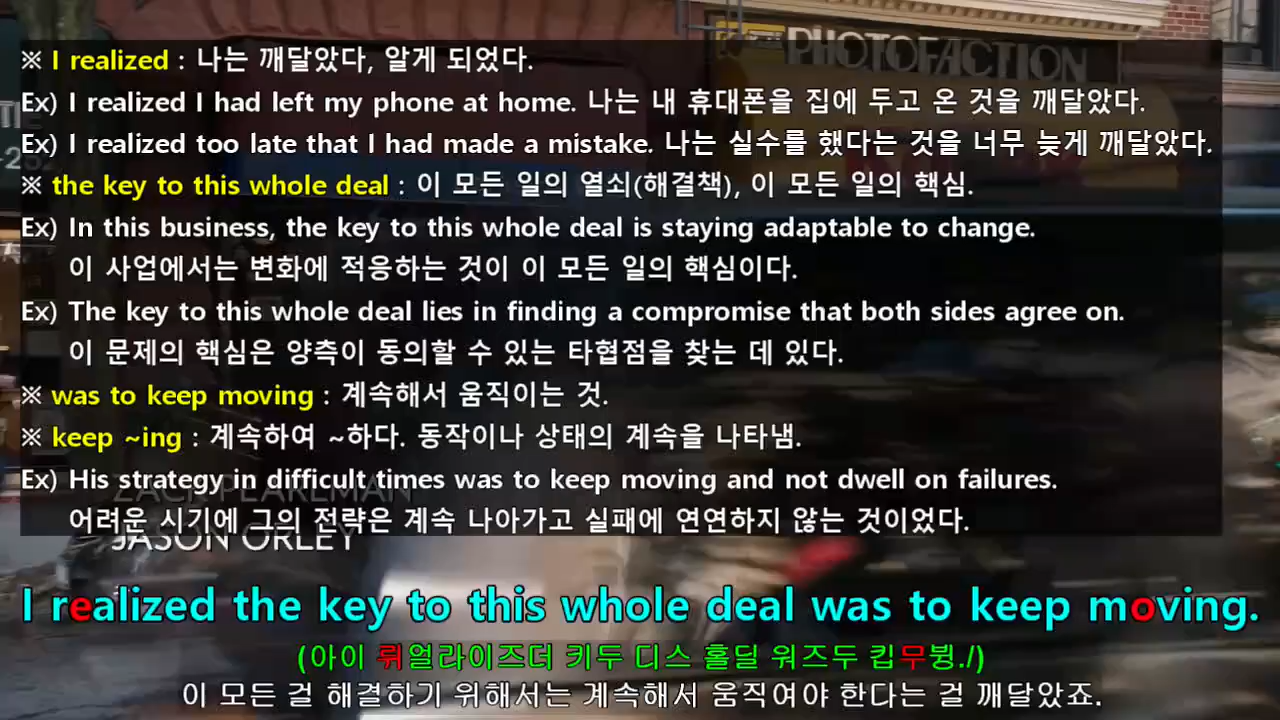 PHOTOFACTION
※ I realized : 나는 깨달았다, 알게 되었다.
Ex) I realized I had left my phone at home. 나는 내 휴대폰을 집에 두고 온 것을 깨달았다.
Ex) I realized too late that I had made a mistake. 나는 실수를 했다는 것을 너무 늦게 깨달았다.
※ the key to this whole deal : 이 모든 일의 열쇠(해결책), 이 모든 일의 핵심.
Ex) In this business, the key to this whole deal is staying adaptable to change.
이 사업에서는 변화에 적응하는 것이 이 모든 일의 핵심이다.
Ex) The key to this whole deal lies in finding a compromise that both sides agree on.
이 문제의 핵심은 양측이 동의할 수 있는 타협점을 찾는 데 있다.
※ was to keep moving : 계속해서 움직이는 것.
※ keep ~ing : 계속하여 ~하다. 동작이나 상태의 계속을 나타냄.
Ex) His strategy in difficult times was to keep moving and not dwell on failures.
ZACK PEARLMAN
어려운 시기에 그의 전략은 계속 나아가고 실패에 연연하지 않는 것이었다.
JASON ORLEY
I realized the key to this whole deal was to keep moving.
(아이 뤼얼라이즈더 키두 디스 홀딜 워즈두 킵무뷩./)
이 모든 걸 해결하기 위해서는 계속해서 움직여야 한다는 걸 깨달았죠.